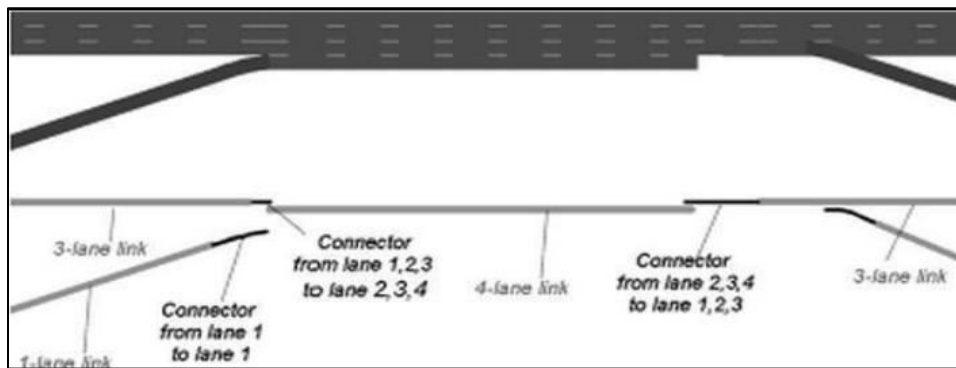 3-lane link
1-lane link
Connector
from lane 1
to lane 1
Connector
from lane 1,2,3
to lane 2,3,4
4-lane link
Connector
from lane 2,3,4
to lane 1,2,3
3-lane link